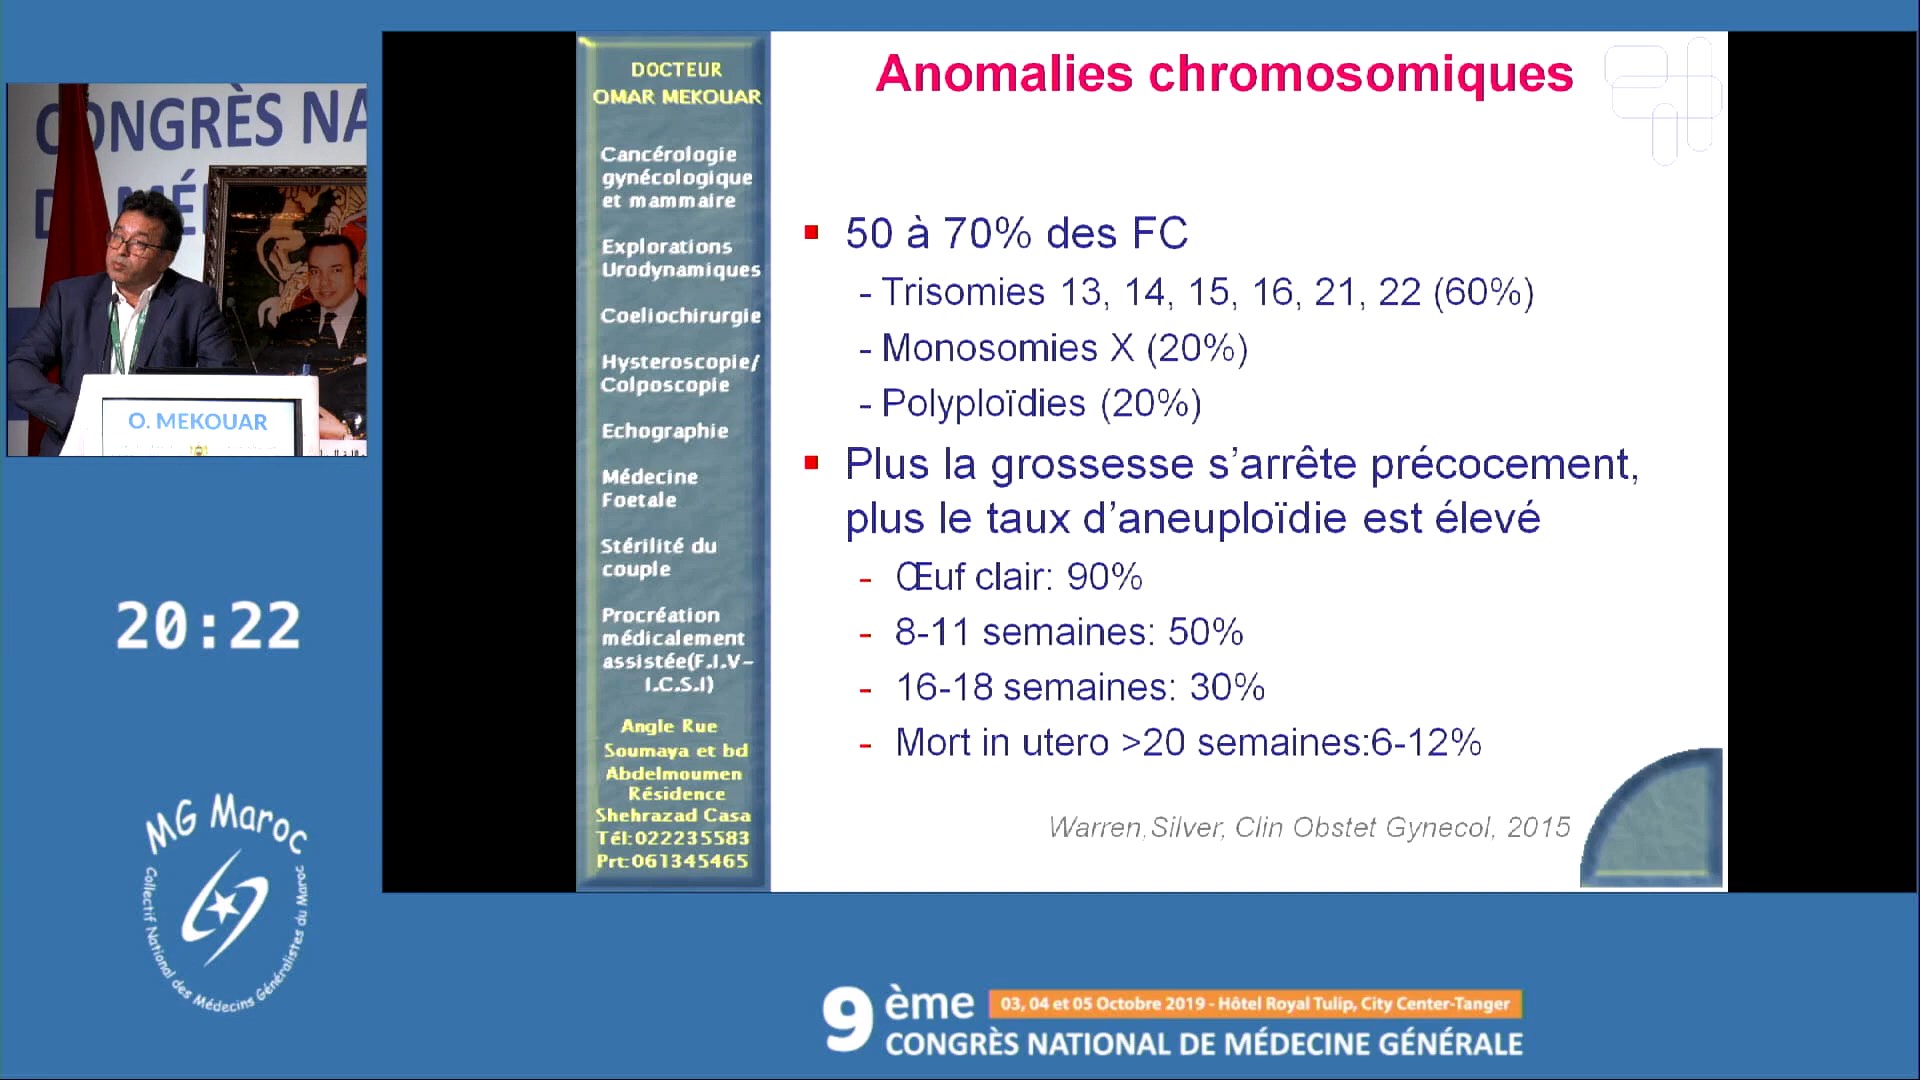 CONGRÈS NA
DE MÉ
O. MEKOUAR
20:22
MG Maroc
Collectif National des Médecins Généralistes du Maroc
DOCTEUR
OMAR MEKOUAR
Cancérologie
gynécologique
et mammaire
Explorations
Urodynamiques
Coeliochirurgie
Hysteroscopie/
Colposcopie
Echographie
Médecine
Foetale
Stérilité du
couple
Procréation
médicalement
assistée(F.I.V-
I.C.S.I)
Angle Rue
Soumaya et bd
Abdelmoumen
Résidence
Shehrazad Casa
Tél:022235583
Prt:061345465
Anomalies chromosomiques
▪ 50 à 70% des FC
- Trisomies 13, 14, 15, 16, 21, 22 (60%)
- Monosomies X (20%)
- Polyploïdies (20%)
▪ Plus la grossesse s’arrête précocement,
plus le taux d’aneuploïdie est élevé
- Œuf clair: 90%
- 8-11 semaines: 50%
- 16-18 semaines: 30%
- Mort in utero >20 semaines:6-12%
Warren,Silver, Clin Obstet Gynecol, 2015
9 ème
03, 04 et 05 Octobre 2019 - Hôtel Royal Tulip, City Center-Tanger
CONGRÈS NATIONAL DE MÉDECINE GÉNÉRALE